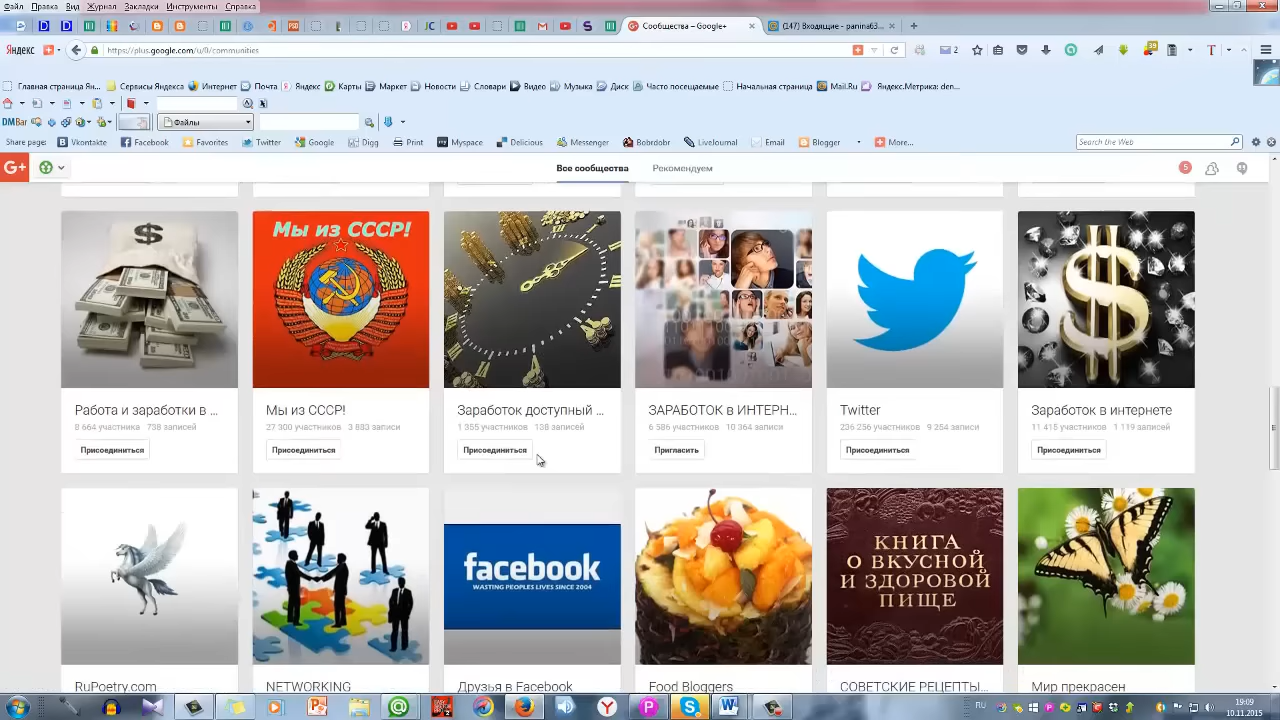 Файл Правка Вид Журнал Закладки Инструменты Справка
Google+ Сообщества – Google+
(47) Входящие - panina63...
Яндекс
https://plus.google.com/u/0/communities
2
39
Главная страница Ян... Сервисы Яндекса Интернет Почта Яндекс Карты Маркет Новости Словари Видео Музыка Диск Часто посещаемые Начальная страница Mail.Ru Яндекс.Метрика: den...
DMBar
Файлы
Share page: Vkontakte Facebook Favorites Twitter Google Digg Print Myspace Delicious Messenger Bobrdobr LiveJournal Blogger More...
Search the Web
G+
Все сообщества Рекомендуем
5
Мы из СССР!
Работа и заработки в ...
8 664 участника 738 записей
Присоединиться
Мы из СССР!
27 300 участников 3 883 записи
Присоединиться
Заработок доступный ...
1 355 участников 138 записей
Присоединиться
ЗАРАБОТОК в ИНТЕРН...
6 586 участников 10 364 записи
Пригласить
Twitter
236 256 участников 9 254 записи
Присоединиться
Заработок в интернете
11 415 участников 1 119 записей
Присоединиться
facebook
WASTING PEOPLES LIVES SINCE 2004
КНИГА
О ВКУСНОЙ
И ЗДОРОВОЙ
ПИЩЕ
RuPoetry.com
NETWORKING
Друзья в Facebook
Food Bloggers
СОВЕТСКИЕ РЕЦЕПТЫ...
Мир прекрасен
RU
19:09
10.11.2015